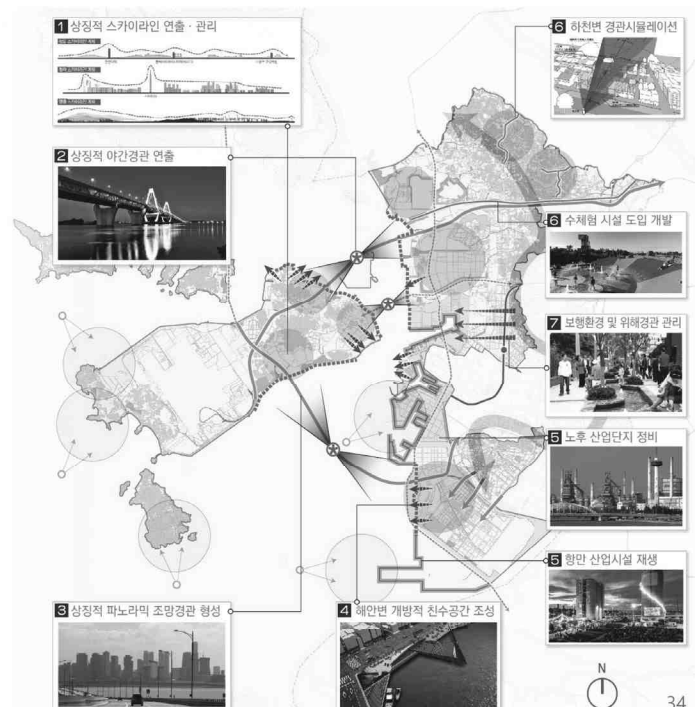 1 상징적 스카이라인 연출 · 관리
2 상징적 야간경관 연출
3 상징적 파노라믹 조망경관 형성
4 해안변 개방적 친수공간 조성
6 하천변 경관시뮬레이션
6 수체험 시설 도입 개발
7 보행환경 및 위해경관 관리
5 노후 산업단지 정비
5 항만 산업시설 재생
N
34